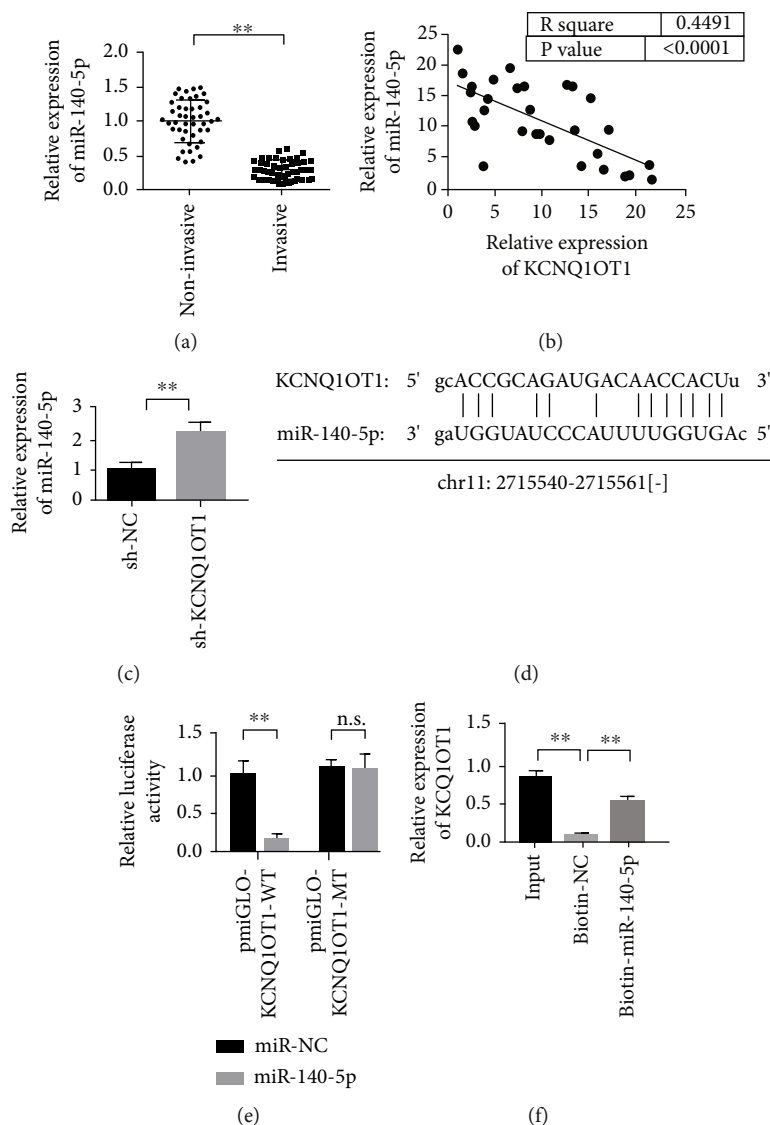 **
Relative expression
of miR-140-5p
2.0
1.5
1.0
0.5
0.0
Non-invasive
Invasive
(a)
R square 0.4491
P value <0.0001
Relative expression
of miR-140-5p
25
20
15
10
5
0
0 5 10 15 20 25
Relative expression
of KCNQ1OT1
(b)
**
Relative expression
of miR-140-5p
3
2
1
0
sh-NC
sh-KCNQ1OT1
(c)
KCNQ1OT1: 5' gcACCGCAGAUGACAACCACUu 3'
miR-140-5p: 3' gaUGGUAUCCCAUUUUGGUGAc 5'
chr11: 2715540-2715561[-]
(d)
Relative luciferase
activity
1.5
1.0
0.5
0.0
** n.s.
pmiGLO-
KCNQ1OT1-WT
pmiGLO-
KCNQ1OT1-MT
miR-NC
miR-140-5p
(e)
Relative expression
of KCQ1OT1
1.5
1.0
0.5
0.0
** **
Input
Biotin-NC
Biotin-miR-140-5p
(f)